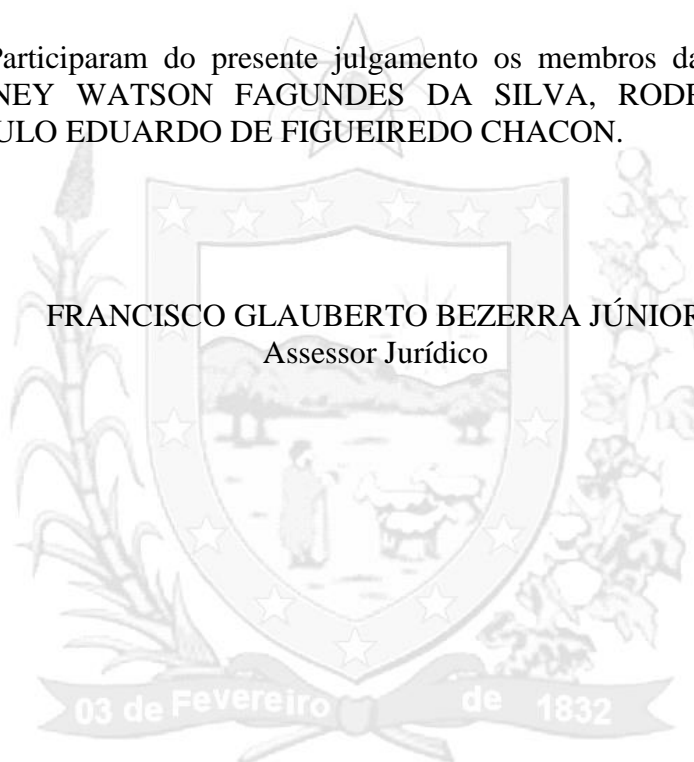 Participaram do presente julgamento os membros da
NEY WATSON FAGUNDES DA SILVA, RODR
ULO EDUARDO DE FIGUEIREDO CHACON.
FRANCISCO GLAUBERTO BEZERRA JÚNIOR
Assessor Jurídico
03 de Fevereiro de 1832